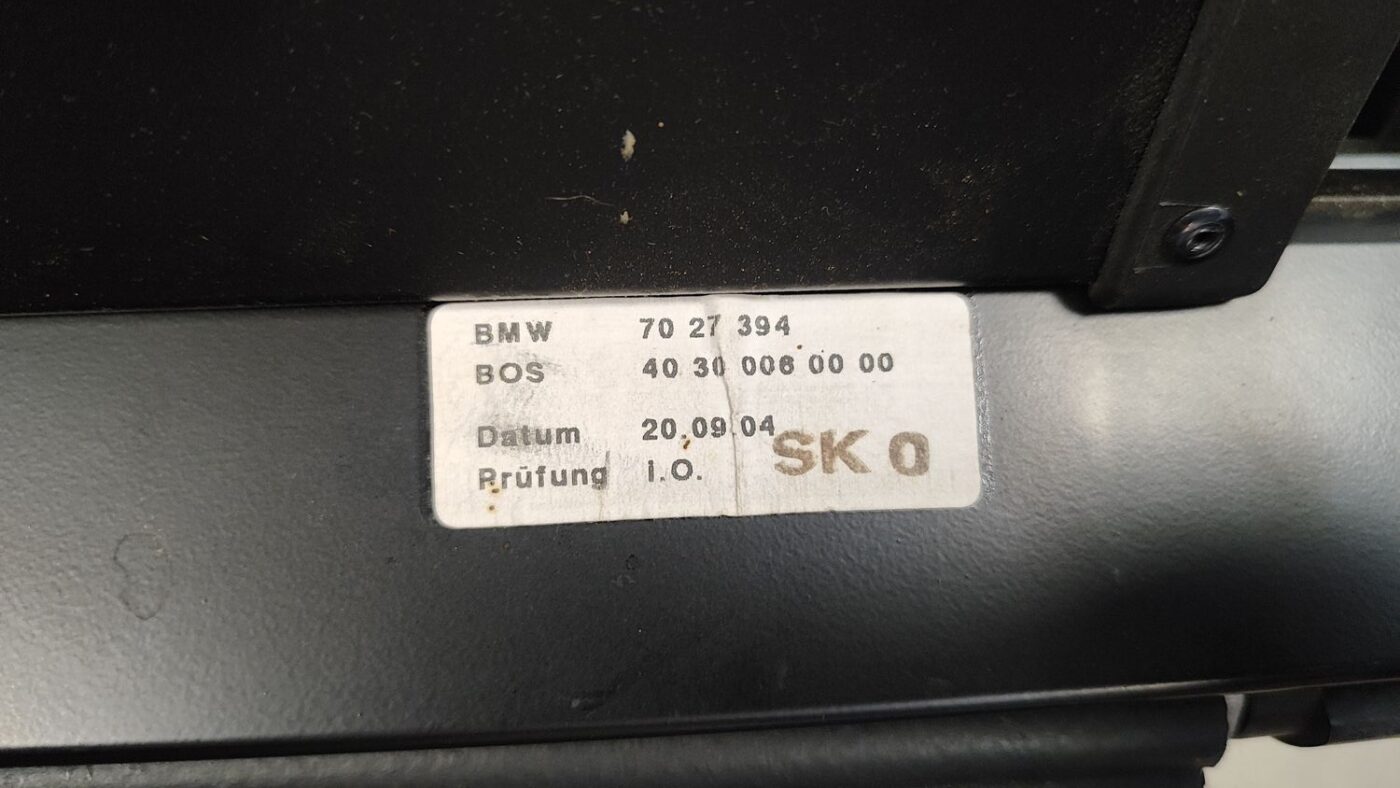 BMW 70 27 394
BOS 40 30 006 00 00
Datum 20.09.04
Prüfung i.O.
SK 0